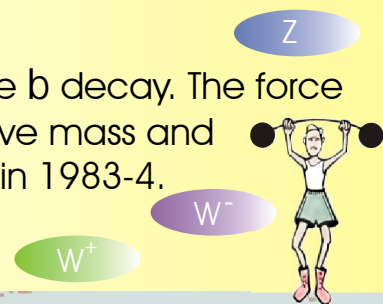 Z
e b decay. The force
ve mass and
in 1983-4.
W⁻
W⁺